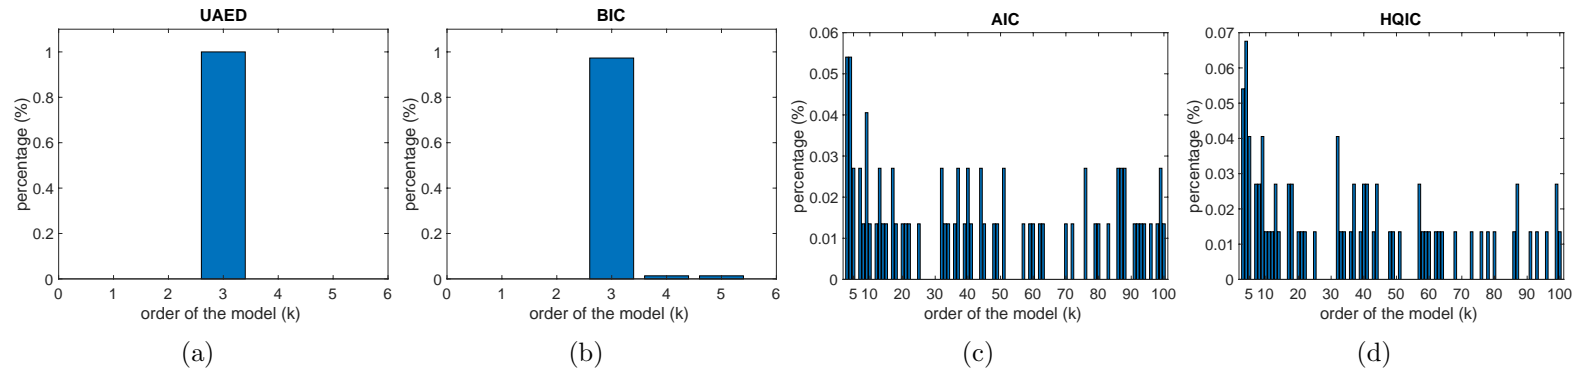 UAED
percentage (%)
1
0.8
0.6
0.4
0.2
0
0 1 2 3 4 5 6
order of the model (k)
(a)
BIC
percentage (%)
1
0.8
0.6
0.4
0.2
0
0 1 2 3 4 5 6
order of the model (k)
(b)
AIC
percentage (%)
0.06
0.05
0.04
0.03
0.02
0.01
0
5 10 20 30 40 50 60 70 80 90 100
order of the model (k)
(c)
HQIC
percentage (%)
0.07
0.06
0.05
0.04
0.03
0.02
0.01
0
5 10 20 30 40 50 60 70 80 90 100
order of the model (k)
(d)